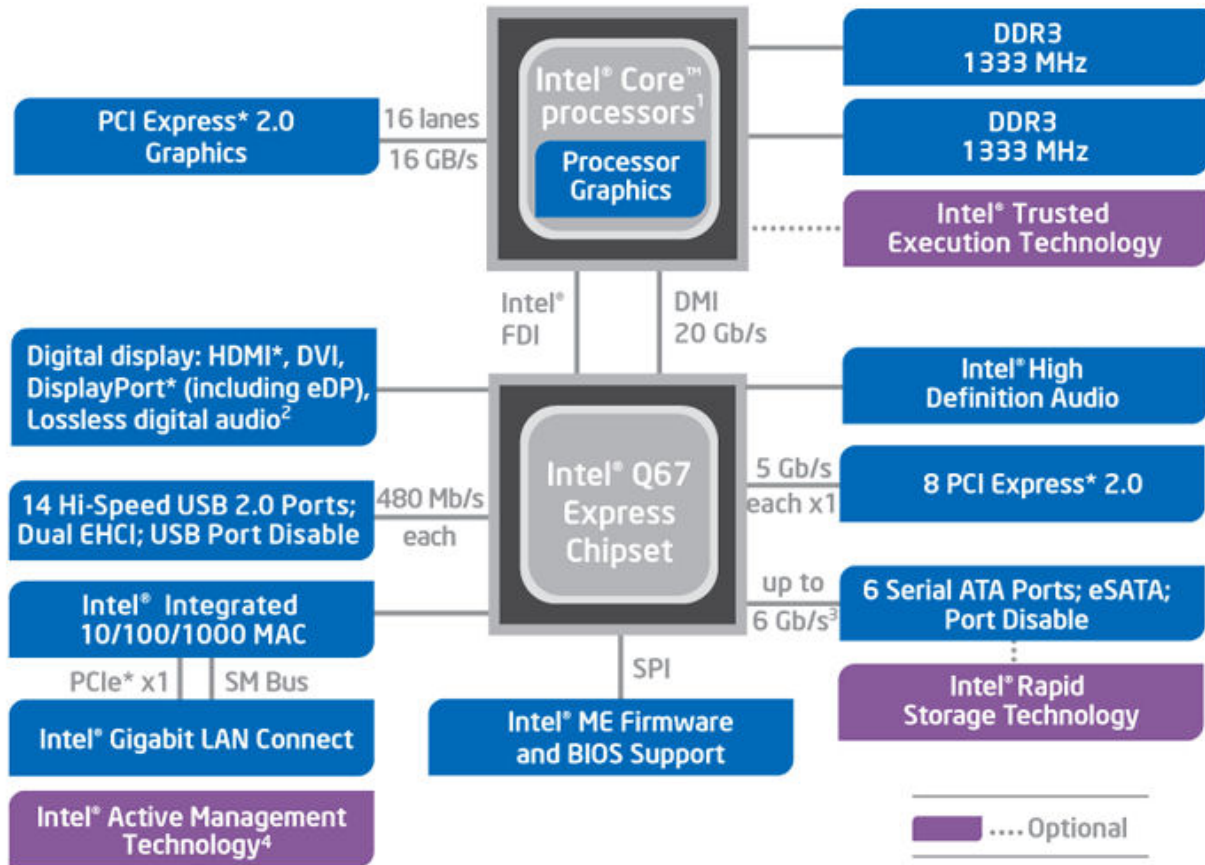 Intel® Core™
processors¹
Processor
Graphics
DDR3
1333 MHz
DDR3
1333 MHz
PCI Express* 2.0
Graphics
16 lanes
16 GB/s
Intel® Trusted
Execution Technology
Intel®
FDI
DMI
20 Gb/s
Digital display: HDMI*, DVI,
DisplayPort* (including eDP),
Lossless digital audio²
Intel® High
Definition Audio
Intel® Q67
Express
Chipset
5 Gb/s
each x1
8 PCI Express* 2.0
14 Hi-Speed USB 2.0 Ports;
Dual EHCI; USB Port Disable
480 Mb/s
each
up to
6 Gb/s³
6 Serial ATA Ports; eSATA;
Port Disable
Intel® Integrated
10/100/1000 MAC
PCIe* x1
SM Bus
SPI
Intel® Rapid
Storage Technology
Intel® Gigabit LAN Connect
Intel® ME Firmware
and BIOS Support
Intel® Active Management
Technology⁴
.... Optional